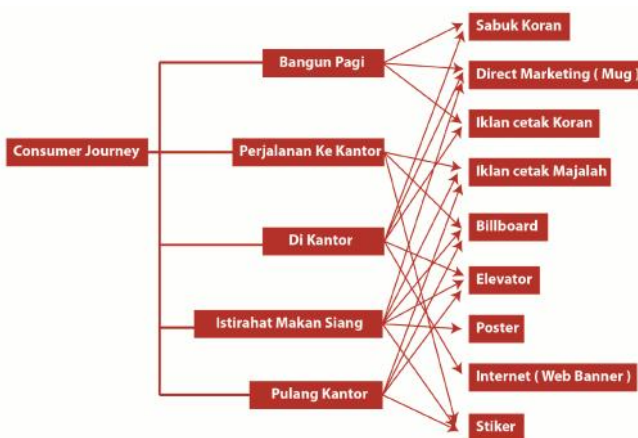 Consumer Journey
Bangun Pagi
Perjalanan Ke Kantor
Di Kantor
Istirahat Makan Siang
Pulang Kantor
Sabuk Koran
Direct Marketing ( Mug )
Iklan cetak Koran
Iklan cetak Majalah
Billboard
Elevator
Poster
Internet ( Web Banner )
Stiker